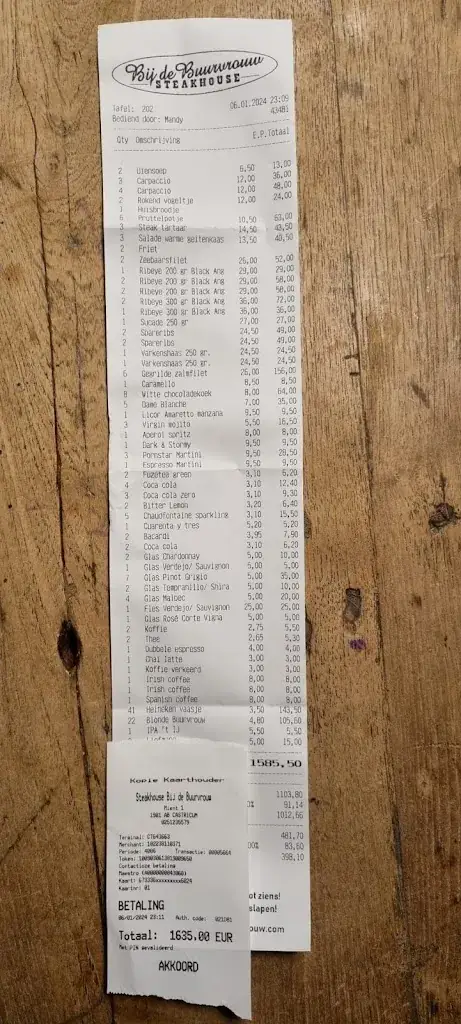 Bij de Buurvrouw
STEAKHOUSE
Tafel: 202 06.01.2024 23:09
Bediend door: Mandy 43481
Qty Omschrijving E.P. Totaal
2 Uiensoep 6,50 13,00
3 Carpaccio 12,00 36,00
4 Carpaccio 12,00 48,00
2 Rokend vogeltje 12,00 24,00
1 Huisbroodje
6 Pruttelpotje 10,50 63,00
3 Steak tartaar 14,50 43,50
3 Salade warme geitenkaas 13,50 40,50
2 Friet
2 Zeebaarsfilet 26,00 52,00
1 Ribeye 200 gr Black Ang 29,00 29,00
2 Ribeye 200 gr Black Ang 29,00 58,00
2 Ribeye 200 gr Black Ang 29,00 58,00
2 Ribeye 300 gr Black Ang 36,00 72,00
1 Ribeye 300 gr Black Ang 36,00 36,00
1 Sucade 250 gr 27,00 27,00
2 Spareribs 24,50 49,00
2 Spareribs 24,50 49,00
1 Varkenshaas 250 gr. 24,50 24,50
1 Varkenshaas 250 gr. 24,50 24,50
6 Gegrilde zalmfilet 26,00 156,00
1 Caramello 8,50 8,50
8 Witte chocoladekoek 8,00 64,00
5 Dame Blanche 7,00 35,00
1 Licor Amaretto manzana 9,50 9,50
3 Virgin mojito 5,50 16,50
1 Aperol spritz 8,00 8,00
1 Dark & Stormy 9,50 9,50
3 Pornstar Martini 9,50 28,50
1 Espresso Martini 9,50 9,50
2 Fuzetea green 3,10 6,20
4 Coca cola 3,10 12,40
3 Coca cola zero 3,10 9,30
2 Bitter Lemon 3,20 6,40
5 Chaudfontaine sparkling 3,10 15,50
1 Cuarenta y tres 5,20 5,20
2 Bacardi 3,95 7,90
2 Coca cola 3,10 6,20
2 Glas Chardonnay 5,00 10,00
1 Glas Verdejo/ Sauvignon 5,00 5,00
7 Glas Pinot Grigio 5,00 35,00
2 Glas Tempranillo/ Shira 5,00 10,00
4 Glas Malbec 5,00 20,00
1 Fles Verdejo/ Sauvignon 25,00 25,00
1 Glas Rosé Corte Vigna 5,00 5,00
2 Koffie 2,75 5,50
2 Thee 2,65 5,30
1 Dubbele espresso 4,00 4,00
1 Chai latte 3,00 3,00
1 Koffie verkeerd 3,00 3,00
1 Irish coffee 8,00 8,00
1 Irish coffee 8,00 8,00
1 Spanish coffee 8,00 8,00
41 Heineken vaasje 3,50 143,50
22 Blonde Buurvrouw 4,80 105,60
1 IPA 't IJ 5,50 5,50
5,00 15,00
1585,50
1103,80
0% 91,14
1012,66
481,70
00% 83,60
398,10
ot ziens!
slapen!
ouw.com
Kopie Kaarthouder
Steakhouse Bij de Buurvrouw
Mient 1
1901 AB CASTRICUM
0251236579
Terminal: CT643663
Merchant:
Periode: 4006 Transactie: 00005664
Token:
Contactloze betaling
Maestro (A0000000043060)
Kaart: 673336xxxxxxxxx6024
Kaartnr: 01
BETALING
06/01/2024 23:11 Auth. code:
Totaal: 1635,00 EUR
Met PIN gevalideerd
AKKOORD